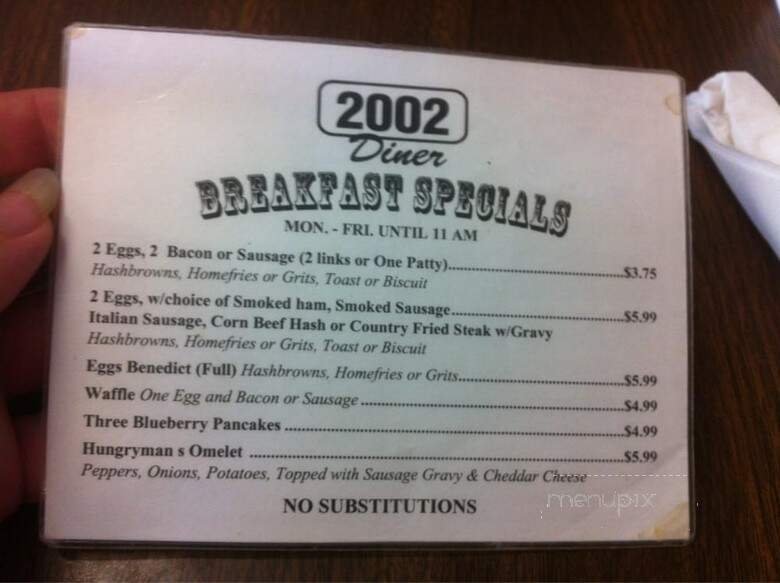 2002
Diner
BREAKFAST SPECIALS
MON. - FRI. UNTIL 11 AM
2 Eggs, 2 Bacon or Sausage (2 links or One Patty)..........$3.75
Hashbrowns, Homefries or Grits, Toast or Biscuit
2 Eggs, w/choice of Smoked ham, Smoked Sausage..........$5.99
Italian Sausage, Corn Beef Hash or Country Fried Steak w/Gravy
Hashbrowns, Homefries or Grits, Toast or Biscuit
Eggs Benedict (Full) Hashbrowns, Homefries or Grits..........$5.99
Waffle One Egg and Bacon or Sausage..........$4.99
Three Blueberry Pancakes..........$4.99
Hungryman s Omelet..........$5.99
Peppers, Onions, Potatoes, Topped with Sausage Gravy & Cheddar Cheese
NO SUBSTITUTIONS
menupix